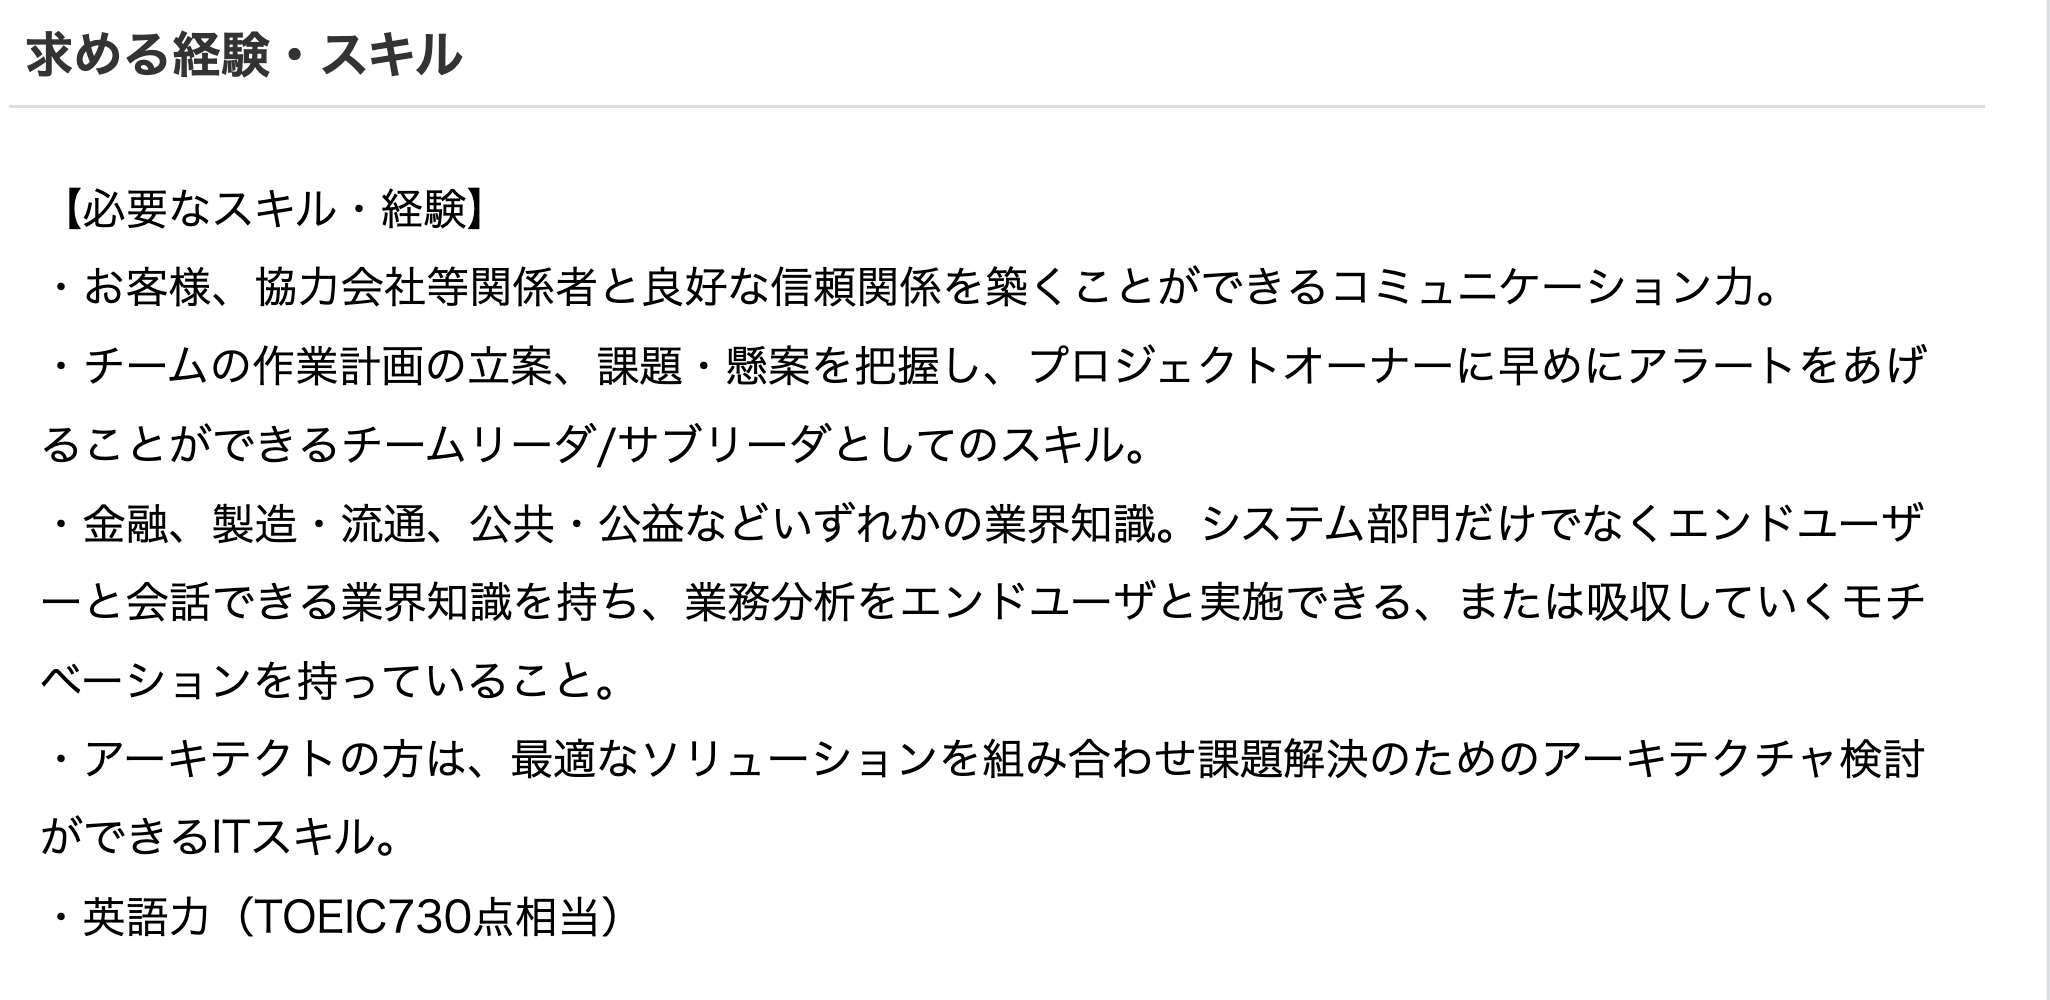 求める経験・スキル
【必要なスキル・経験】
・お客様、協力会社等関係者と良好な信頼関係を築くことができるコミュニケーション力。
・チームの作業計画の立案、課題・懸案を把握し、プロジェクトオーナーに早めにアラートをあげ
ることができるチームリーダ/サブリーダとしてのスキル。
・金融、製造・流通、公共・公益などいずれかの業界知識。システム部門だけでなくエンドユーザ
ーと会話できる業界知識を持ち、業務分析をエンドユーザと実施できる、または吸収していくモチ
ベーションを持っていること。
・アーキテクトの方は、最適なソリューションを組み合わせ課題解決のためのアーキテクチャ検討
ができるITスキル。
・英語力（TOEIC730点相当）